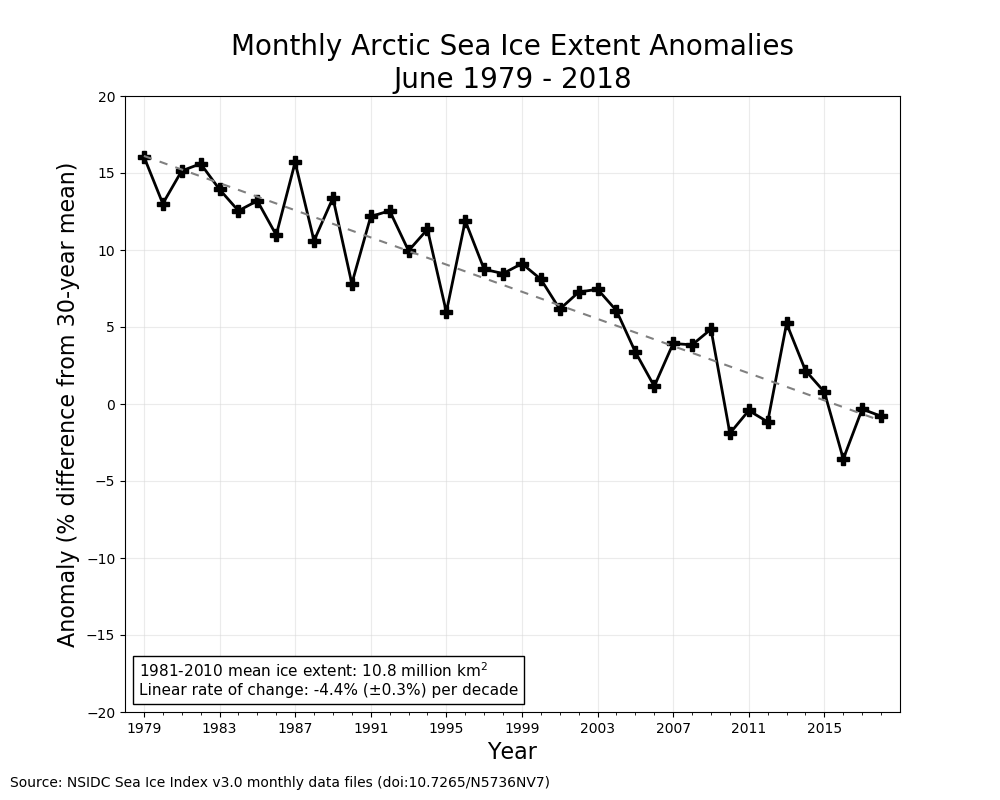 Monthly Arctic Sea Ice Extent Anomalies
June 1979 - 2018
Anomaly (% difference from 30-year mean)
20
15
10
5
0
−5
−10
−15
−20
1981-2010 mean ice extent: 10.8 million km²
Linear rate of change: -4.4% (±0.3%) per decade
1979 1983 1987 1991 1995 1999 2003 2007 2011 2015
Year
Source: NSIDC Sea Ice Index v3.0 monthly data files (doi:10.7265/N5736NV7)